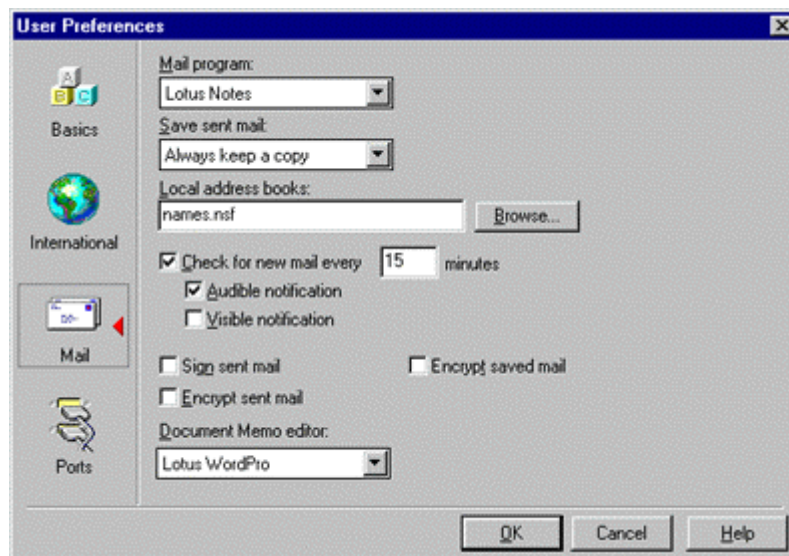 User Preferences
Basics
International
Mail
Ports
Mail program:
Lotus Notes
Save sent mail:
Always keep a copy
Local address books:
names.nsf
Browse...
Check for new mail every 15 minutes
Audible notification
Visible notification
Sign sent mail
Encrypt saved mail
Encrypt sent mail
Document Memo editor:
Lotus WordPro
OK
Cancel
Help